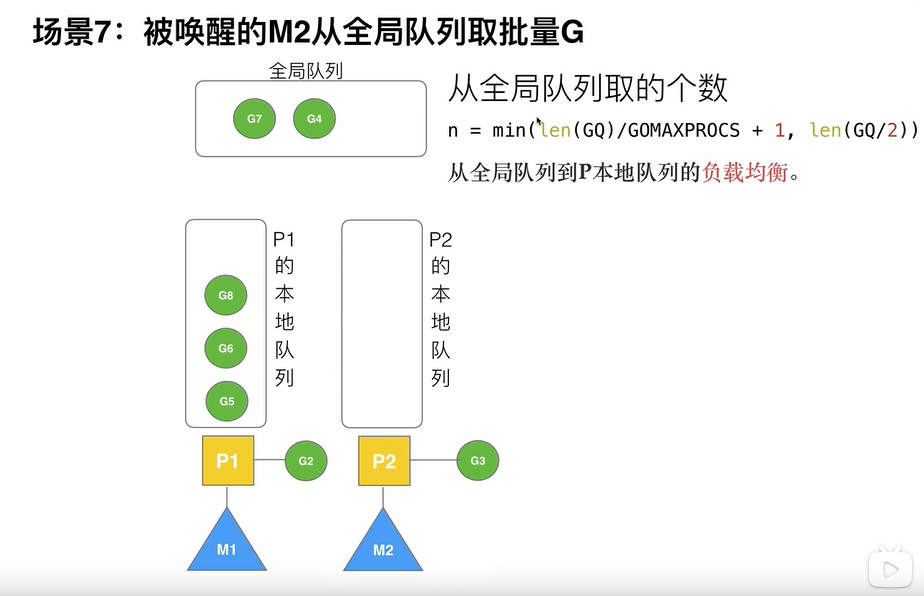 场景7：被唤醒的M2从全局队列取批量G
全局队列
G7
G4
从全局队列取的个数
n = min(len(GQ)/GOMAXPROCS + 1, len(GQ/2))
从全局队列到P本地队列的负载均衡。
G8
G6
G5
P1的本地队列
P2的本地队列
P1
G2
P2
G3
M1
M2